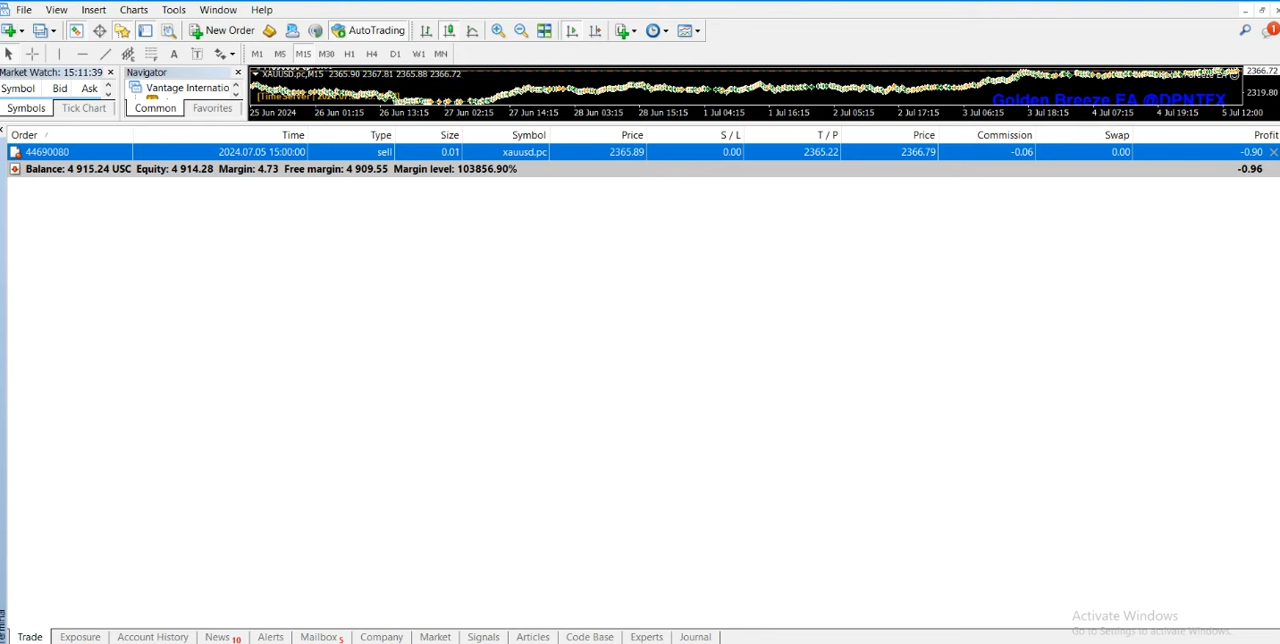 File View Insert Charts Tools Window Help
New Order AutoTrading 1
A T M1 M5 M15 M30 H1 H4 D1 W1 MN
Market Watch: 15:11:39 Navigator
Symbol Bid Ask
Symbols Tick Chart
Vantage Internatio
Common Favorites
XAUUSD.pc,M15 2365.90 2367.81 2365.88 2366.72
Golden Breeze EA @DPNTFX
2366.72
2319.80
25 Jun 2024 26 Jun 01:15 26 Jun 13:15 27 Jun 02:15 27 Jun 14:15 28 Jun 03:15 28 Jun 15:15 1 Jul 04:15 1 Jul 16:15 2 Jul 05:15 2 Jul 17:15 3 Jul 06:15 3 Jul 18:15 4 Jul 07:15 4 Jul 19:15 5 Jul 12:00
Order / Time Type Size Symbol Price S / L T / P Price Commission Swap Profit
44690080 2024.07.05 15:00:00 sell 0.01 xauusd.pc 2365.89 0.00 2365.22 2366.79 -0.06 0.00 -0.90
Balance: 4 915.24 USC Equity: 4 914.28 Margin: 4.73 Free margin: 4 909.55 Margin level: 103856.90% -0.96
Activate Windows
Go to Settings to activate Windows.
Trade Exposure Account History News 10 Alerts Mailbox 5 Company Market Signals Articles Code Base Experts Journal